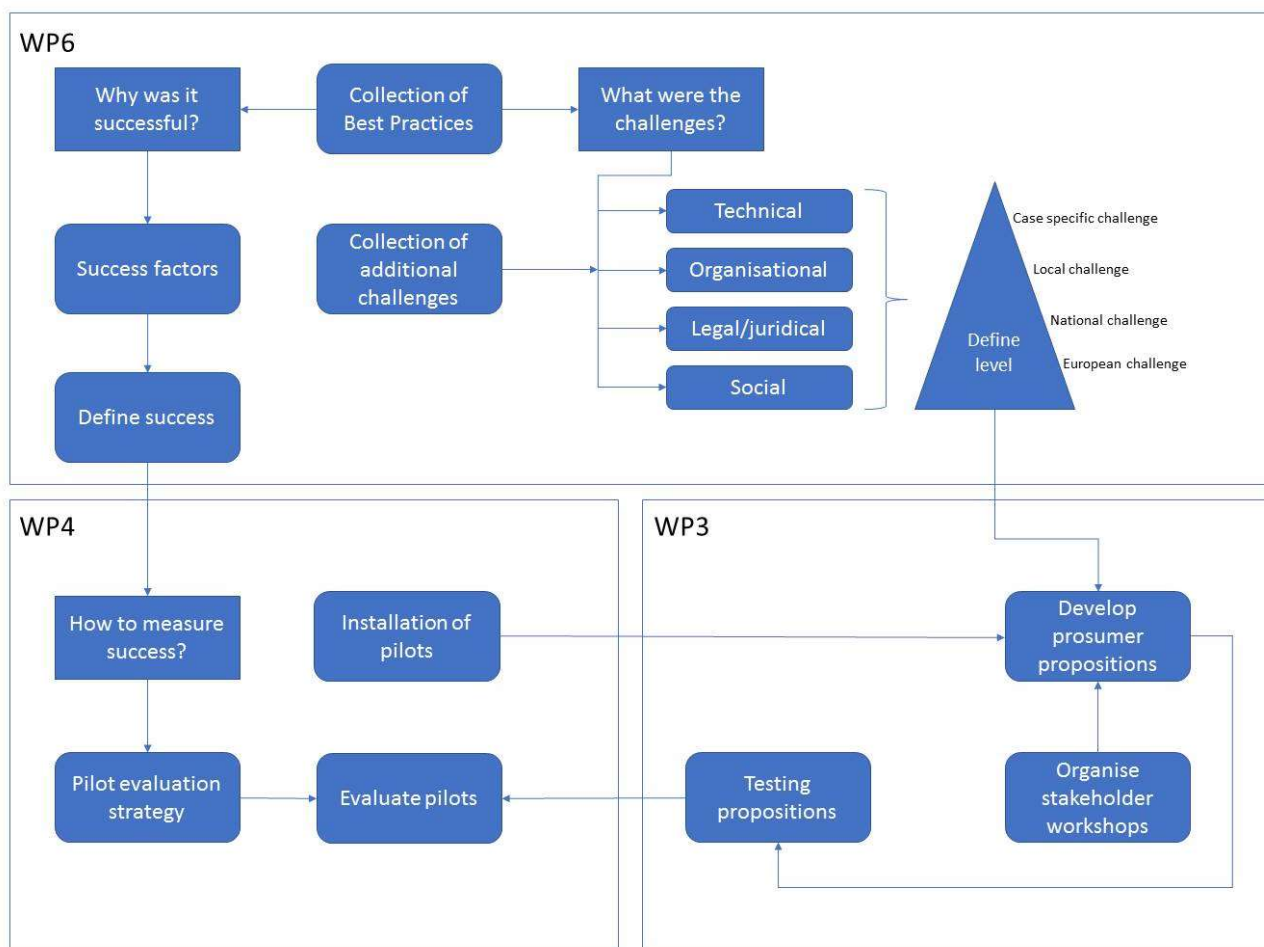 WP6
Why was it
successful?
Collection of
Best Practices
What were the
challenges?
Success factors
Collection of
additional
challenges
Technical
Organisational
Legal/juridical
Social
Define success
Case specific challenge
Local challenge
National challenge
European challenge
Define
level
WP4
How to measure
success?
Installation of
pilots
Pilot evaluation
strategy
Evaluate pilots
WP3
Develop
prosumer
propositions
Testing
propositions
Organise
stakeholder
workshops